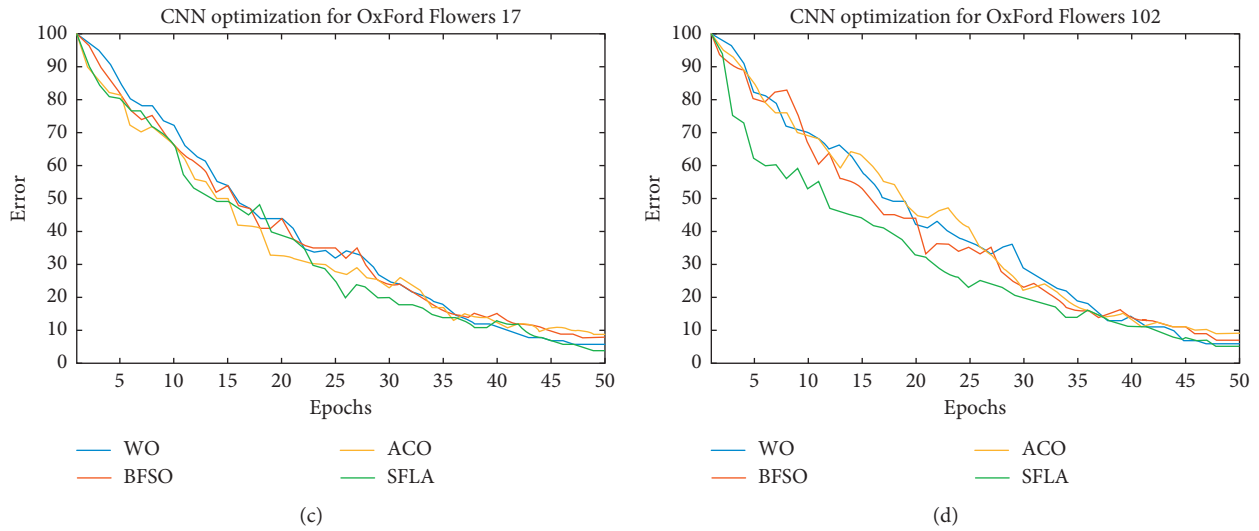 CNN optimization for OxFord Flowers 17
100
90
80
70
60
50
40
30
20
10
0
Error
5 10 15 20 25 30 35 40 45 50
Epochs
WO ACO
BFSO SFLA
(c)
CNN optimization for OxFord Flowers 102
100
90
80
70
60
50
40
30
20
10
0
Error
5 10 15 20 25 30 35 40 45 50
Epochs
WO ACO
BFSO SFLA
(d)